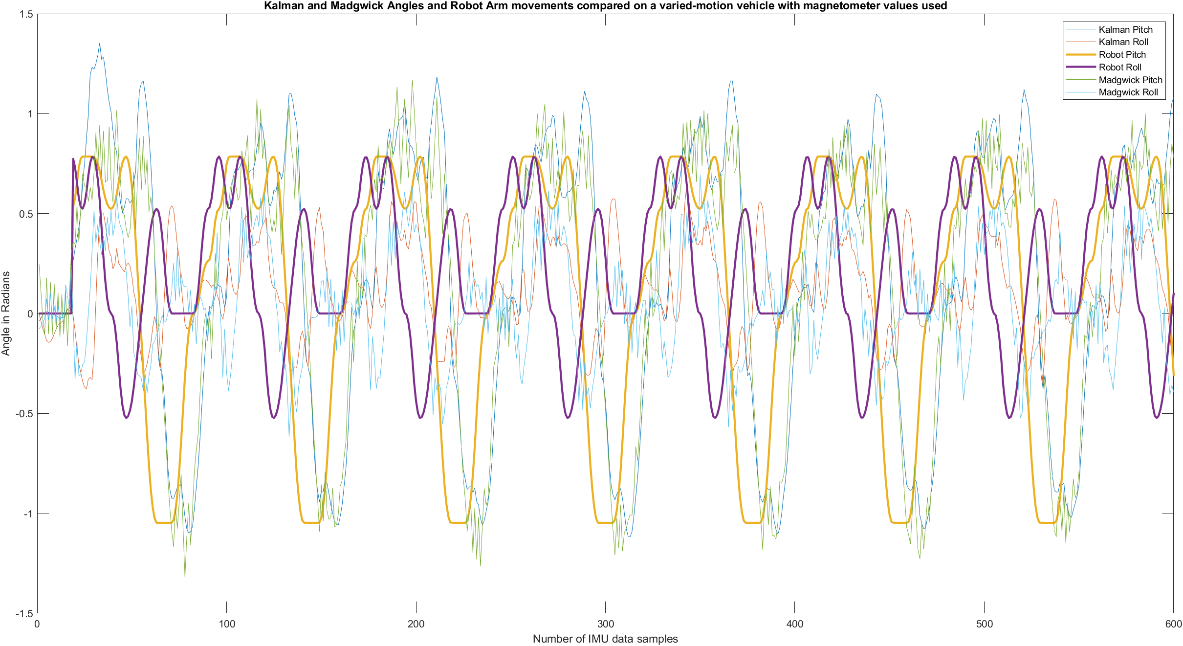 Kalman and Madgwick Angles and Robot Arm movements compared on a varied-motion vehicle with magnetometer values used
Kalman Pitch
Kalman Roll
Robot Pitch
Robot Roll
Madgwick Pitch
Madgwick Roll
1.5
1
0.5
0
-0.5
-1
-1.5
Angle in Radians
0
100
200
300
400
500
600
Number of IMU data samples